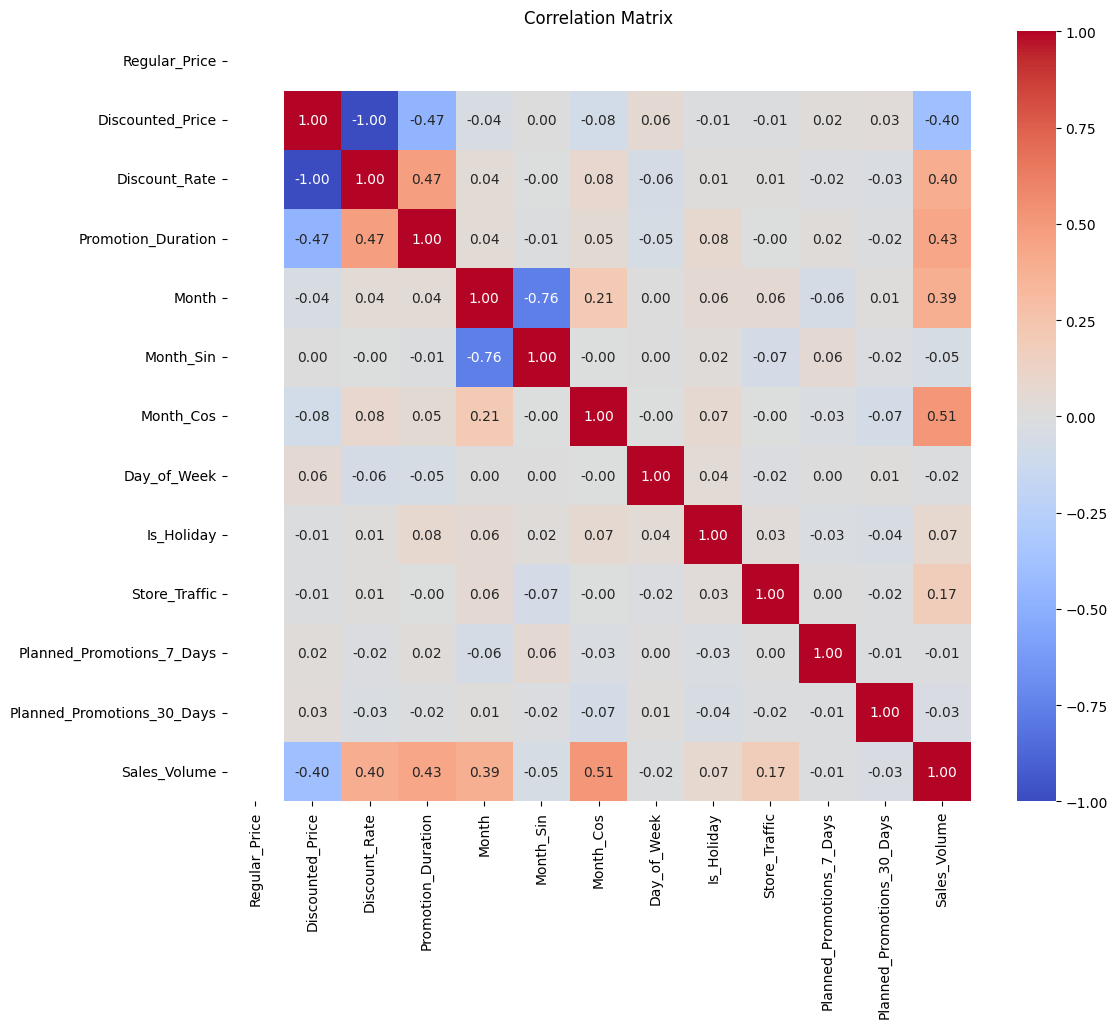 Correlation Matrix
Regular_Price
Discounted_Price 1.00 -1.00 -0.47 -0.04 0.00 -0.08 0.06 -0.01 -0.01 0.02 0.03 -0.40
Discount_Rate -1.00 1.00 0.47 0.04 -0.00 0.08 -0.06 0.01 0.01 -0.02 -0.03 0.40
Promotion_Duration -0.47 0.47 1.00 0.04 -0.01 0.05 -0.05 0.08 -0.00 0.02 -0.02 0.43
Month -0.04 0.04 0.04 1.00 -0.76 0.21 0.00 0.06 0.06 -0.06 0.01 0.39
Month_Sin 0.00 -0.00 -0.01 -0.76 1.00 -0.00 0.00 0.02 -0.07 0.06 -0.02 -0.05
Month_Cos -0.08 0.08 0.05 0.21 -0.00 1.00 -0.00 0.07 -0.00 -0.03 -0.07 0.51
Day_of_Week 0.06 -0.06 -0.05 0.00 0.00 -0.00 1.00 0.04 -0.02 0.00 0.01 -0.02
Is_Holiday -0.01 0.01 0.08 0.06 0.02 0.07 0.04 1.00 0.03 -0.03 -0.04 0.07
Store_Traffic -0.01 0.01 -0.00 0.06 -0.07 -0.00 -0.02 0.03 1.00 0.00 -0.02 0.17
Planned_Promotions_7_Days 0.02 -0.02 0.02 -0.06 0.06 -0.03 0.00 -0.03 0.00 1.00 -0.01 -0.01
Planned_Promotions_30_Days 0.03 -0.03 -0.02 0.01 -0.02 -0.07 0.01 -0.04 -0.02 -0.01 1.00 -0.03
Sales_Volume -0.40 0.40 0.43 0.39 -0.05 0.51 -0.02 0.07 0.17 -0.01 -0.03 1.00
Regular_Price
Discounted_Price
Discount_Rate
Promotion_Duration
Month
Month_Sin
Month_Cos
Day_of_Week
Is_Holiday
Store_Traffic
Planned_Promotions_7_Days
Planned_Promotions_30_Days
Sales_Volume
1.00
0.75
0.50
0.25
0.00
−0.25
−0.50
−0.75
−1.00